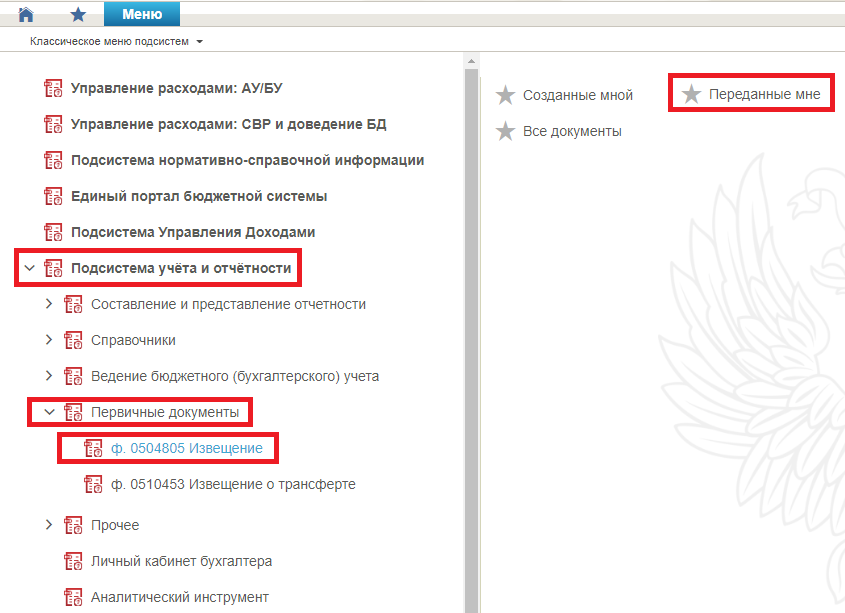 Меню
Классическое меню подсистем
Управление расходами: АУ/БУ
Управление расходами: СВР и доведение БД
Подсистема нормативно-справочной информации
Единый портал бюджетной системы
Подсистема Управления Доходами
Подсистема учёта и отчётности
Составление и представление отчетности
Справочники
Ведение бюджетного (бухгалтерского) учета
Первичные документы
ф. 0504805 Извещение
ф. 0510453 Извещение о трансферте
Прочее
Личный кабинет бухгалтера
Аналитический инструмент
Созданные мной
Переданные мне
Все документы